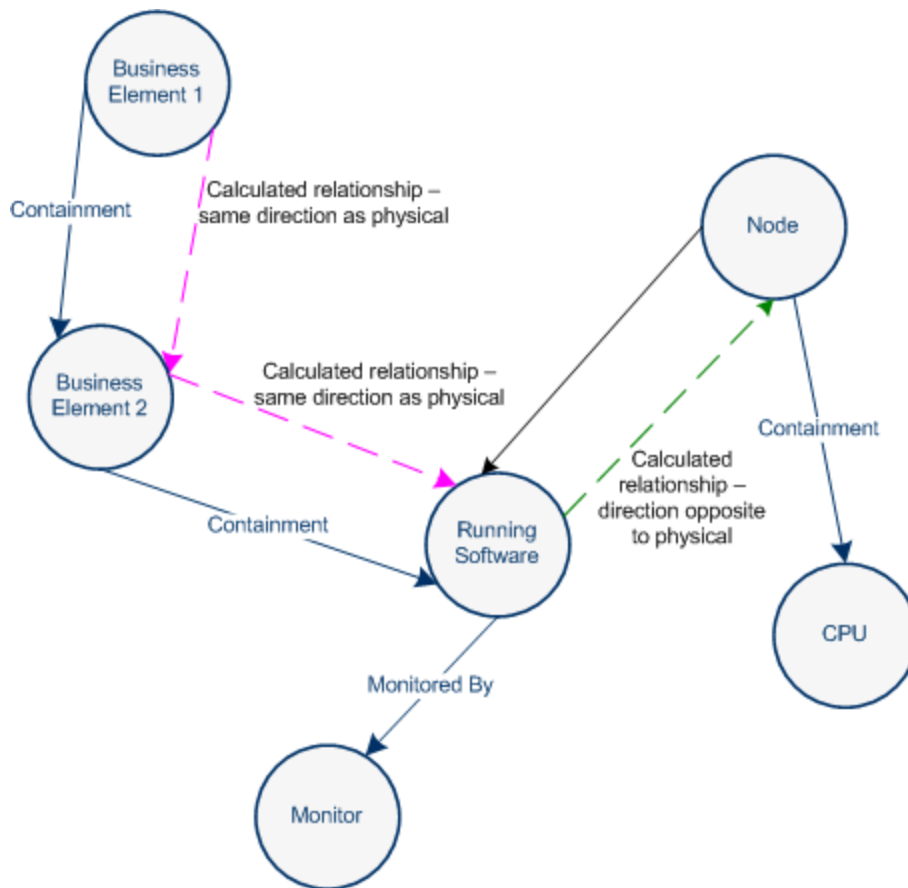 Business
Element 1
Calculated relationship –
same direction as physical
Containment
Node
Business
Element 2
Calculated relationship –
same direction as physical
Containment
Calculated
relationship –
direction opposite
to physical
Containment
Running
Software
CPU
Monitored By
Monitor